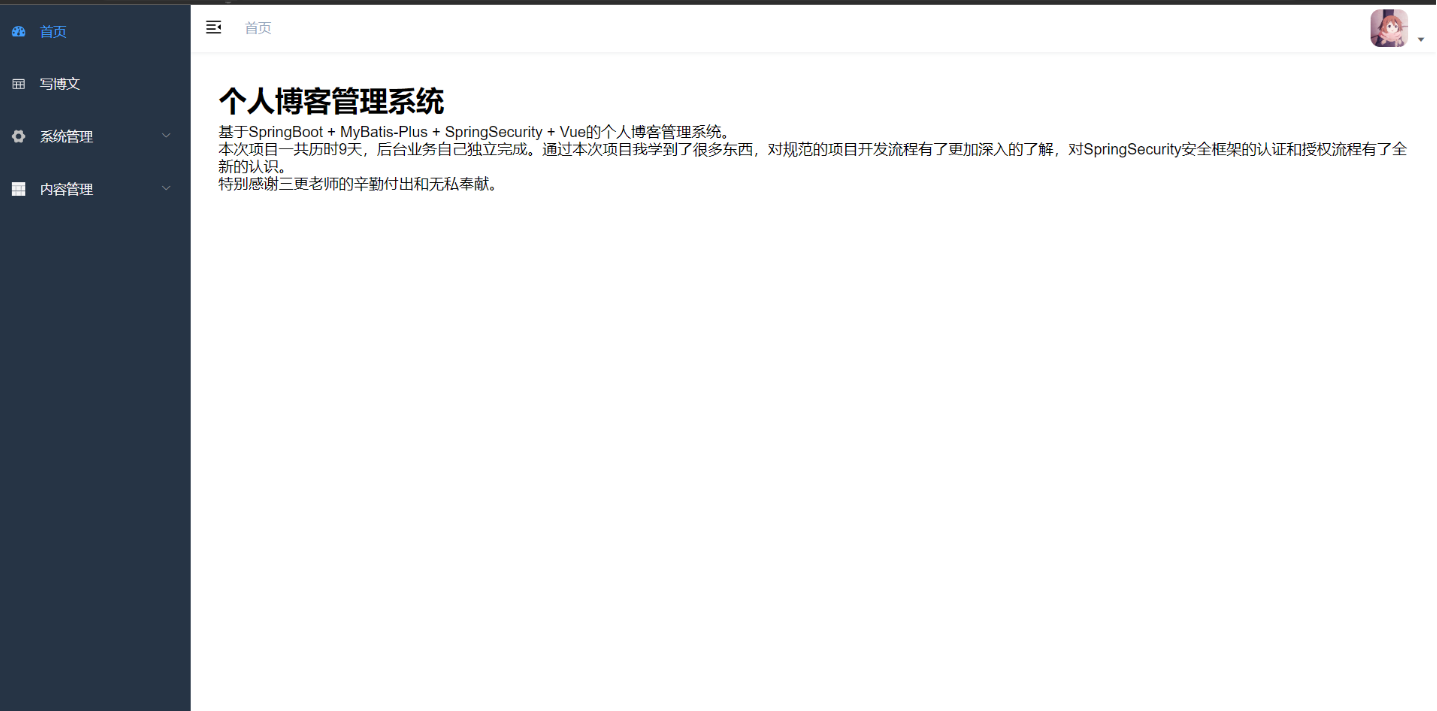 首页
写博文
系统管理
内容管理
首页
个人博客管理系统
基于SpringBoot + MyBatis-Plus + SpringSecurity + Vue的个人博客管理系统。
本次项目一共历时9天，后台业务自己独立完成。通过本次项目我学到了很多东西，对规范的项目开发流程有了更加深入的了解，对SpringSecurity安全框架的认证和授权流程有了全
新的认识。
特别感谢三更老师的辛勤付出和无私奉献。